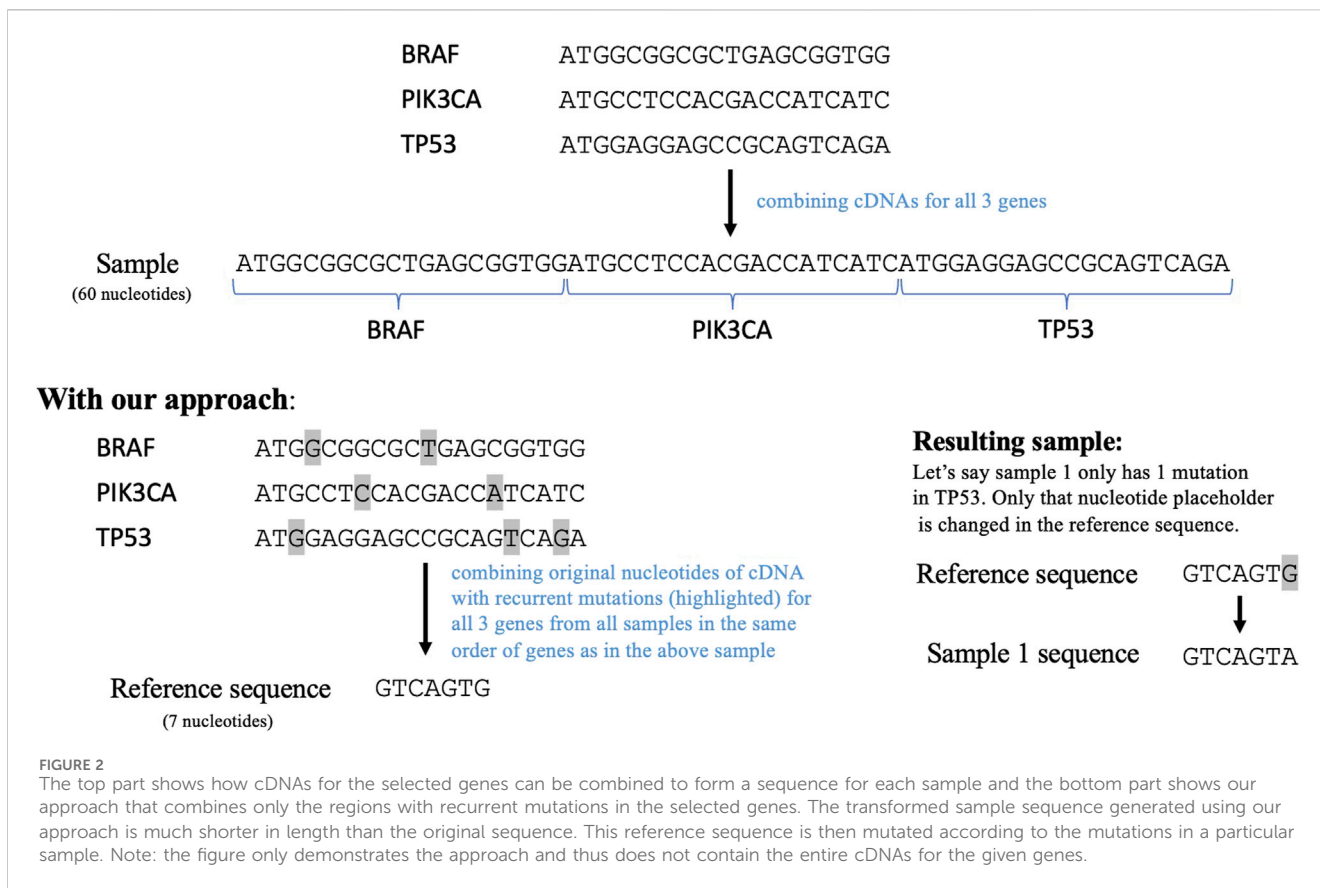 BRAF ATGGCGGCGCTGAGCGGTGG
PIK3CA ATGCCTCCACGACCATCATC
TP53 ATGGAGGAGCCGCAGTCAGA
combining cDNAs for all 3 genes
Sample ATGGCGGCGCTGAGCGGTGGATGCCTCCACGACCATCATCATGGAGGAGCCGCAGTCAGA
(60 nucleotides)
BRAF PIK3CA TP53
With our approach:
BRAF ATGGCGGCGCTGAGCGGTGG
PIK3CA ATGCCTCCACGACCATCATC
TP53 ATGGAGGAGCCGCAGTCAGA
combining original nucleotides of cDNA
with recurrent mutations (highlighted) for
all 3 genes from all samples in the same
order of genes as in the above sample
Reference sequence GTCAGTG
(7 nucleotides)
Resulting sample:
Let's say sample 1 only has 1 mutation
in TP53. Only that nucleotide placeholder
is changed in the reference sequence.
Reference sequence GTCAGTG
Sample 1 sequence GTCAGTA
FIGURE 2
The top part shows how cDNAs for the selected genes can be combined to form a sequence for each sample and the bottom part shows our
approach that combines only the regions with recurrent mutations in the selected genes. The transformed sample sequence generated using our
approach is much shorter in length than the original sequence. This reference sequence is then mutated according to the mutations in a particular
sample. Note: the figure only demonstrates the approach and thus does not contain the entire cDNAs for the given genes.